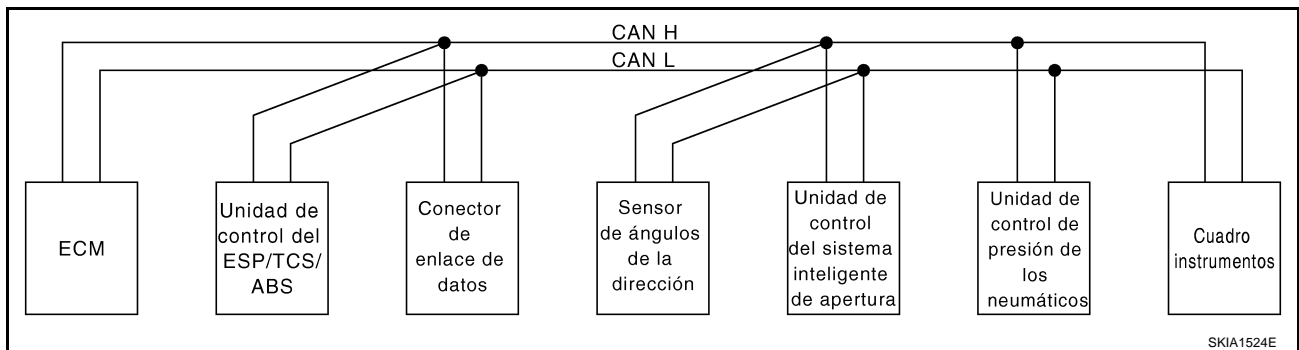 CAN H
CAN L
ECM
Unidad de
control del
ESP/TCS/
ABS
Conector
de
enlace de
datos
Sensor
de ángulos
de la
dirección
Unidad de
control
del sistema
inteligente
de apertura
Unidad de
control de
presión de
los
neumáticos
Cuadro
instrumentos
SKIA1524E